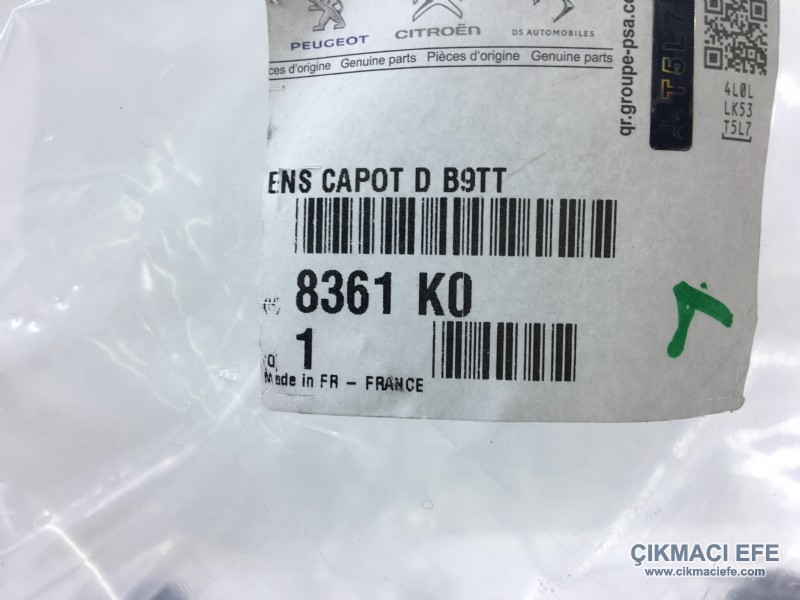 PEUGEOT CITROËN DS AUTOMOBILES
ces d'origine Genuine parts Pièces d'origine Genuine parts
qr.groupe-psa.co
T5L7
4L0L
LK53
T5L7
ENS CAPOT D B9TT
8361 K0
1
Made in FR - FRANCE
ÇIKMACI EFE
www.cikmaciefe.com